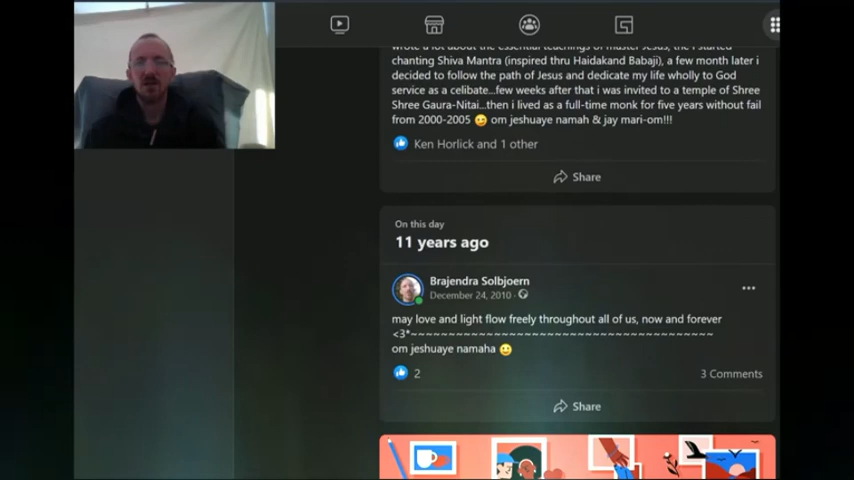 wrote a lot about the essential teachings of master Jesus, the i started
chanting Shiva Mantra (inspired thru Haidakand Babaji), a few month later i
decided to follow the path of Jesus and dedicate my life wholly to God
service as a celibate...few weeks after that i was invited to a temple of Shree
Shree Gaura-Nitai...then i lived as a full-time monk for five years without fail
from 2000-2005 😉 om jeshuaye namah & jay mari-om!!!
Ken Horlick and 1 other
Share
On this day
11 years ago
Brajendra Solbjoern
December 24, 2010 ·
may love and light flow freely throughout all of us, now and forever
<3*~~~~~~~~~~~~~~~~~~~~~~~~~~~~~~~~~~~~~~~~
om jeshuaye namaha 🙂
2
3 Comments
Share